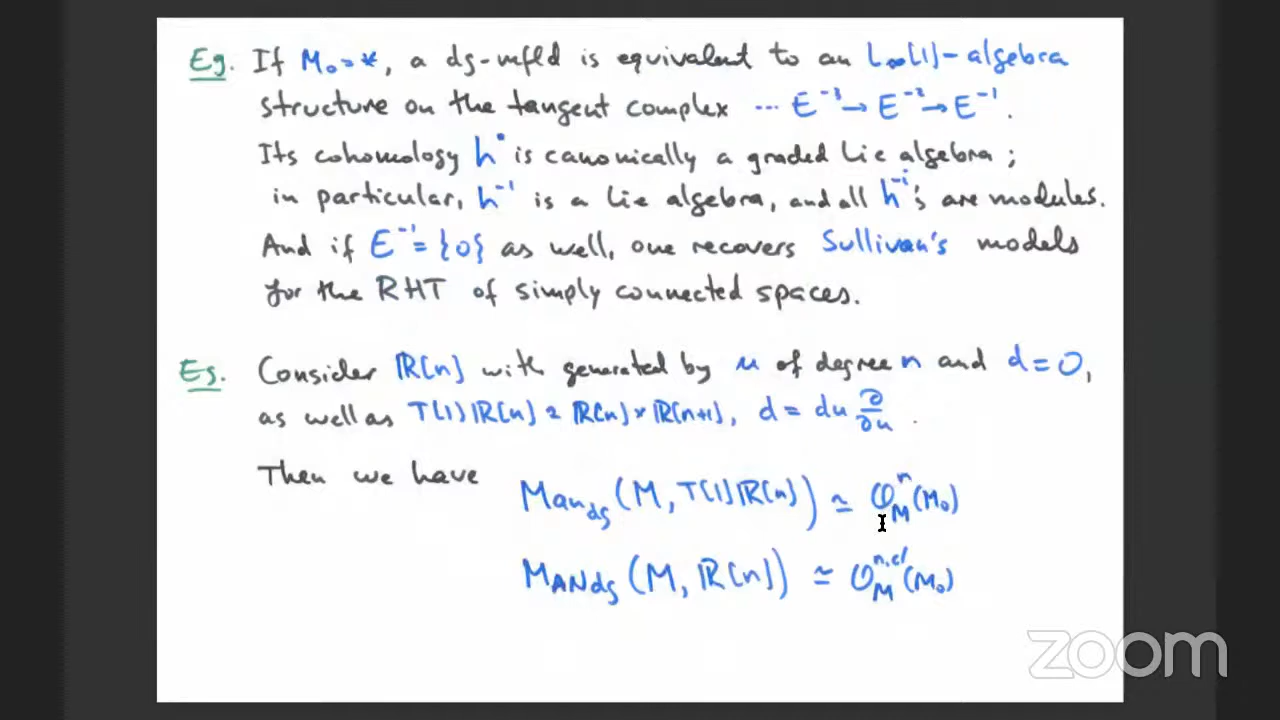 Eg. If M₀ = *, a dg-mfld is equivalent to an L∞[1]-algebra
structure on the tangent complex ... E⁻³ → E⁻² → E⁻¹.
Its cohomology h• is canonically a graded Lie algebra;
in particular, h⁻¹ is a Lie algebra, and all h⁻ⁱ's are modules.
And if E⁻¹ = {0} as well, one recovers Sullivan's models
for the RHT of simply connected spaces.
Eg. Consider ℝ[n] with generated by u of degree n and d = 0,
as well as T[1]ℝ[n] ≃ ℝ[n] × ℝ[n+1], d = du ∂/∂u.
Then we have
Man_dg (M, T[1]ℝ[n]) ≃ 𝒪ⁿ_M (M₀)
MAN_dg (M, ℝ[n]) ≃ 𝒪^{n,cl}_M (M₀)
zoom